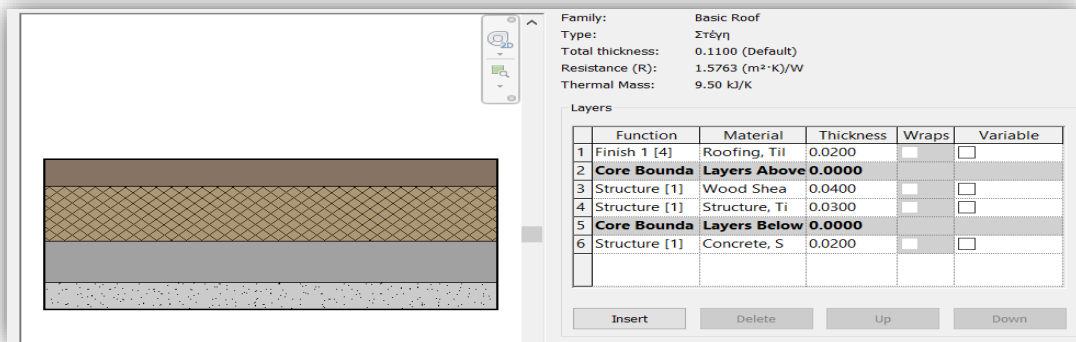 2D
Family: Basic Roof
Type: Στέγη
Total thickness: 0.1100 (Default)
Resistance (R): 1.5763 (m²·K)/W
Thermal Mass: 9.50 kJ/K
Layers
Function Material Thickness Wraps Variable
1 Finish 1 [4] Roofing, Til 0.0200
2 Core Bounda Layers Above 0.0000
3 Structure [1] Wood Shea 0.0400
4 Structure [1] Structure, Ti 0.0300
5 Core Bounda Layers Below 0.0000
6 Structure [1] Concrete, S 0.0200
Insert Delete Up Down